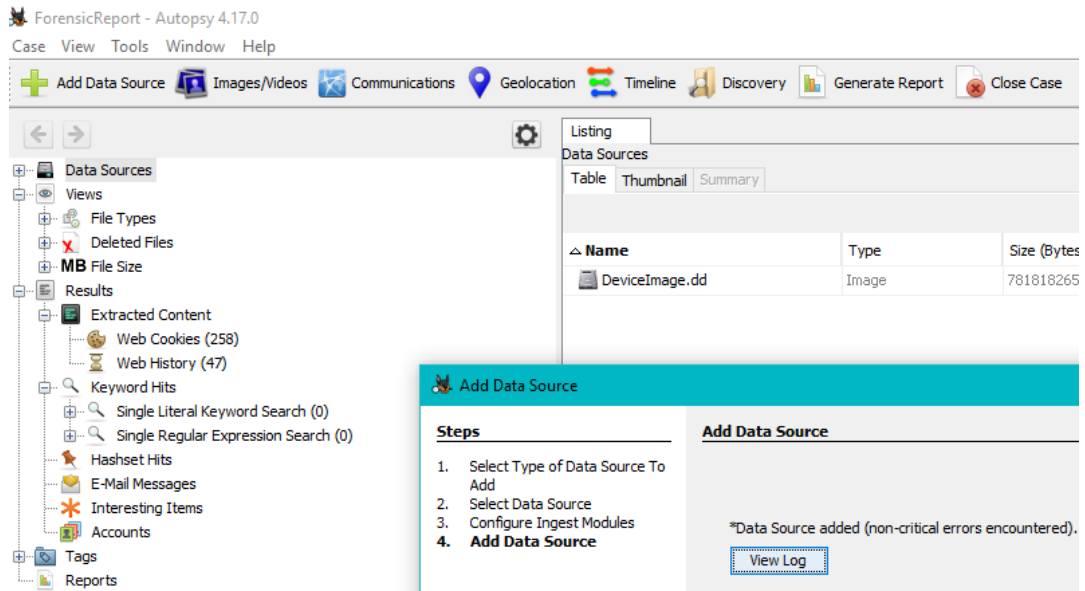 ForensicReport - Autopsy 4.17.0
Case View Tools Window Help
Add Data Source Images/Videos Communications Geolocation Timeline Discovery Generate Report Close Case
Listing
Data Sources
Table Thumbnail Summary
Name Type Size (Bytes
DeviceImage.dd Image 781818265
Data Sources
Views
File Types
Deleted Files
MB File Size
Results
Extracted Content
Web Cookies (258)
Web History (47)
Keyword Hits
Single Literal Keyword Search (0)
Single Regular Expression Search (0)
Hashset Hits
E-Mail Messages
Interesting Items
Accounts
Tags
Reports
Add Data Source
Steps
1. Select Type of Data Source To
Add
2. Select Data Source
3. Configure Ingest Modules
4. Add Data Source
Add Data Source
*Data Source added (non-critical errors encountered).
View Log